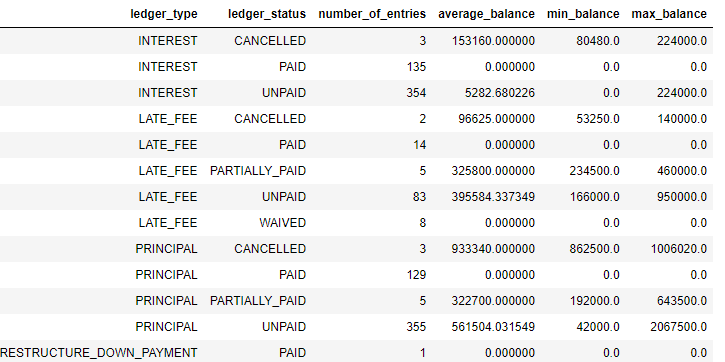 ledger_type ledger_status number_of_entries average_balance min_balance max_balance
INTEREST CANCELLED 3 153160.000000 80480.0 224000.0
INTEREST PAID 135 0.000000 0.0 0.0
INTEREST UNPAID 354 5282.680226 0.0 224000.0
LATE_FEE CANCELLED 2 96625.000000 53250.0 140000.0
LATE_FEE PAID 14 0.000000 0.0 0.0
LATE_FEE PARTIALLY_PAID 5 325800.000000 234500.0 460000.0
LATE_FEE UNPAID 83 395584.337349 166000.0 950000.0
LATE_FEE WAIVED 8 0.000000 0.0 0.0
PRINCIPAL CANCELLED 3 933340.000000 862500.0 1006020.0
PRINCIPAL PAID 129 0.000000 0.0 0.0
PRINCIPAL PARTIALLY_PAID 5 322700.000000 192000.0 643500.0
PRINCIPAL UNPAID 355 561504.031549 42000.0 2067500.0
RESTRUCTURE_DOWN_PAYMENT PAID 1 0.000000 0.0 0.0